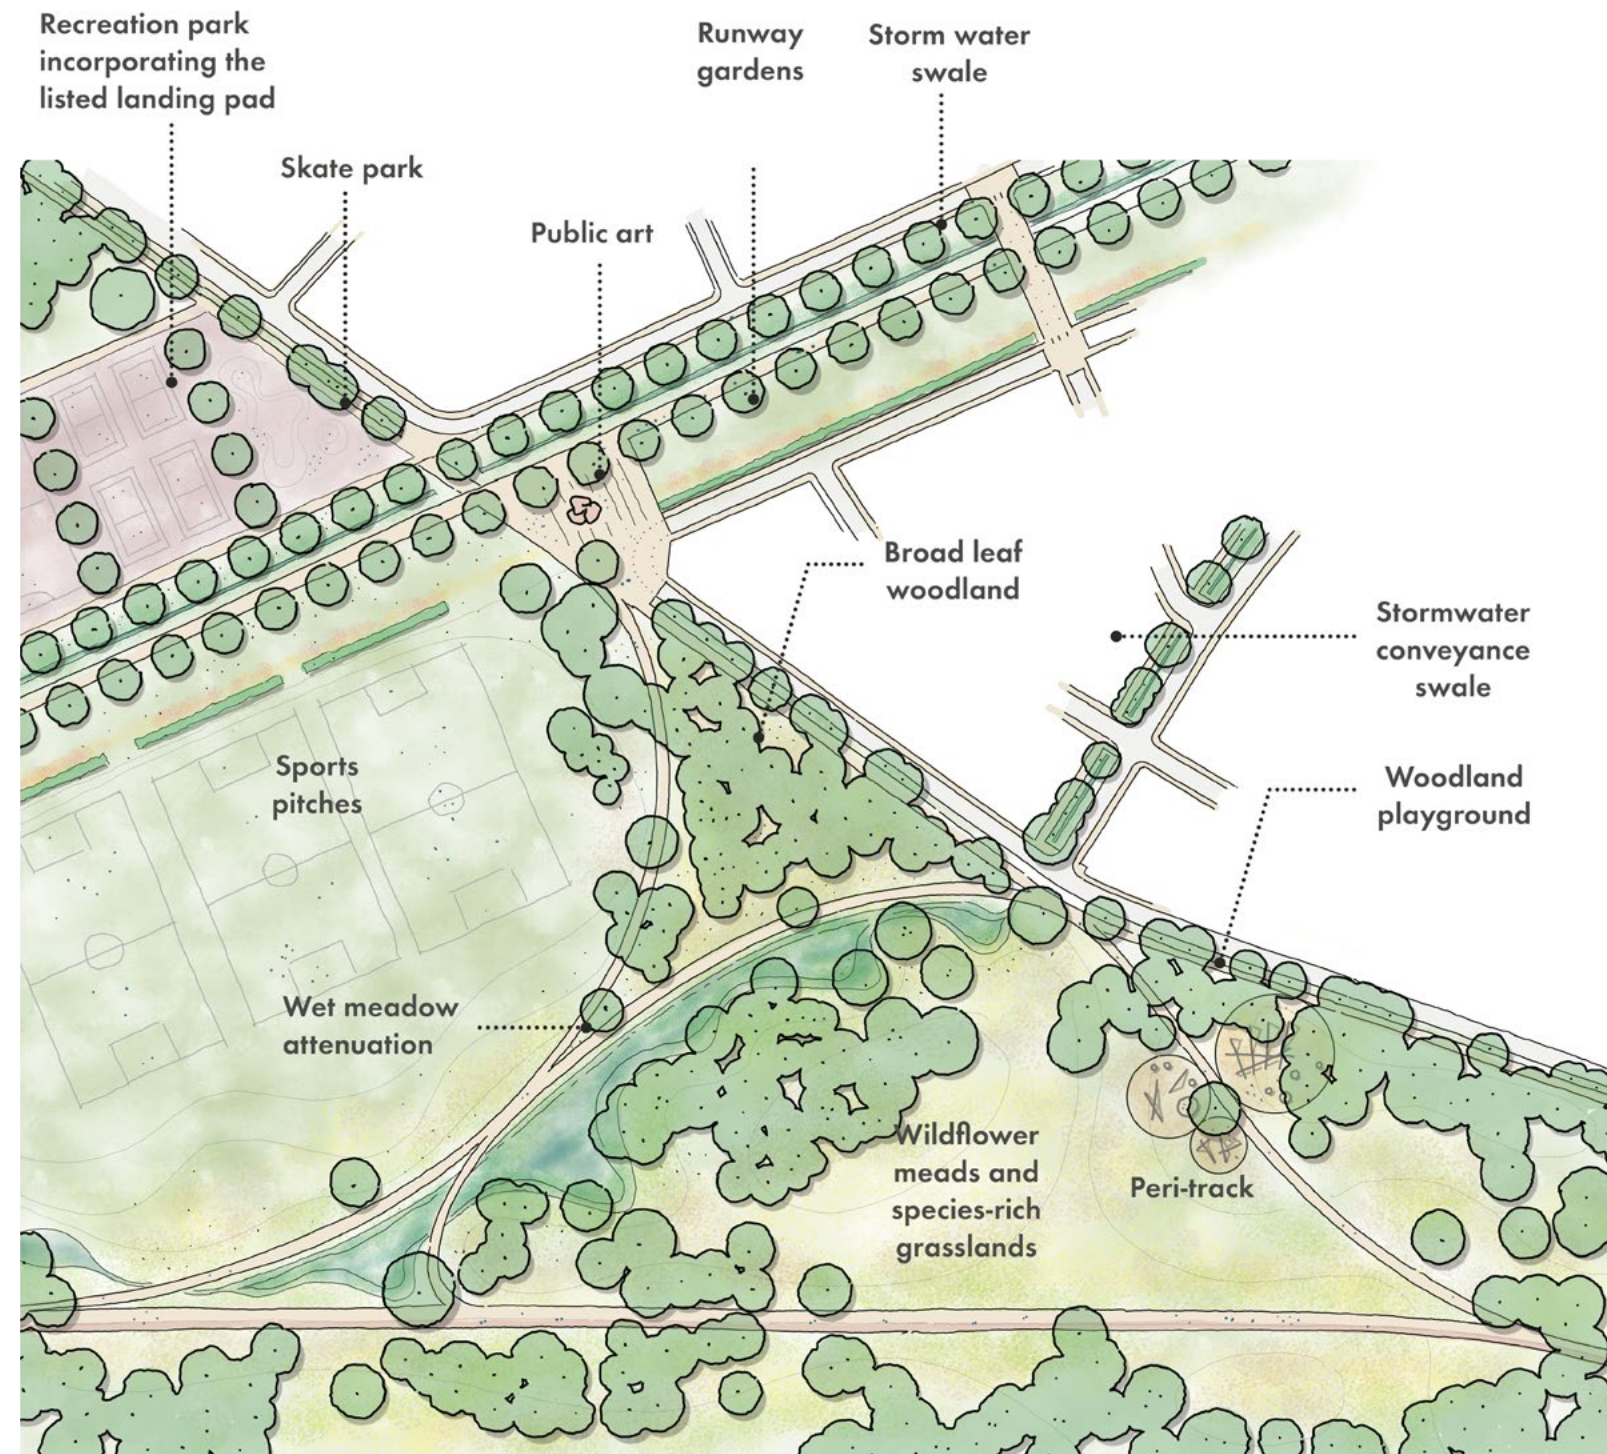 Recreation park
incorporating the
listed landing pad
Runway
gardens
Storm water
swale
Skate park
Public art
Broad leaf
woodland
Stormwater
conveyance
swale
Sports
pitches
Woodland
playground
Wet meadow
attenuation
Wildflower
meads and
species-rich
grasslands
Peri-track